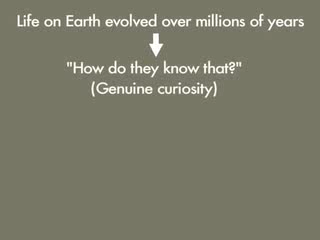 Life on Earth evolved over millions of years
"How do they know that?"
(Genuine curiosity)